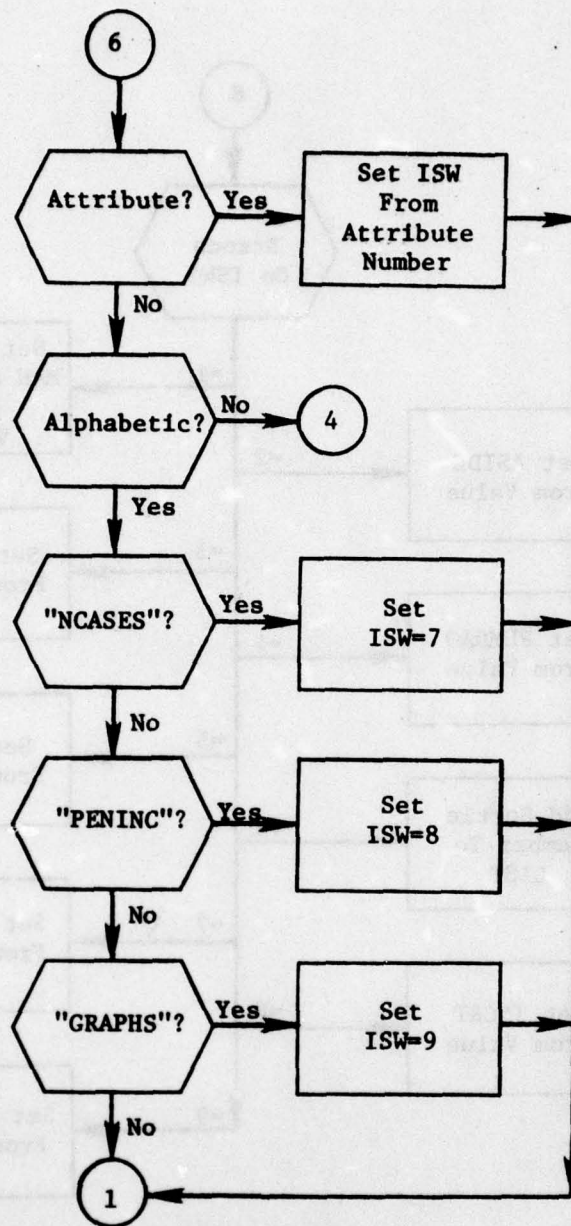 6
Attribute?
Yes
Set ISW
From
Attribute
Number
No
Alphabetic?
No
4
Yes
"NCASES"?
Yes
Set
ISW=7
No
"PENINC"?
Yes
Set
ISW=8
No
"GRAPHS"?
Yes
Set
ISW=9
No
1